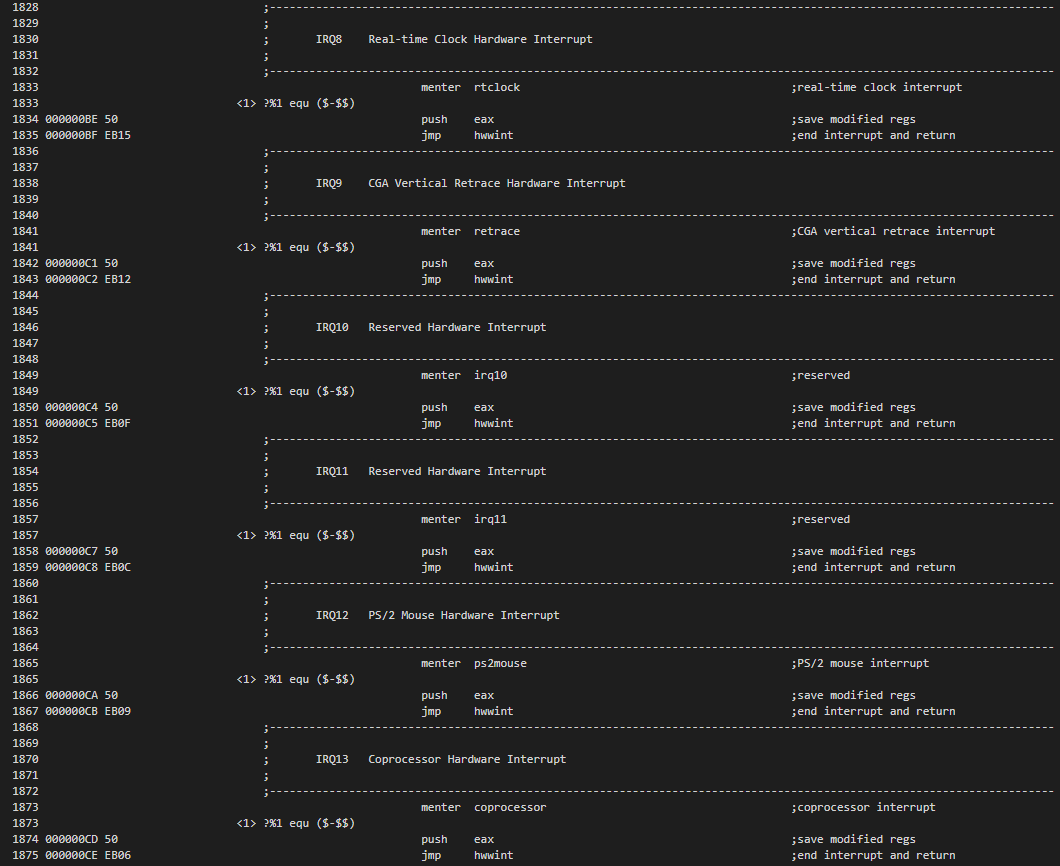 1828 ;------------------------------------------------------------------------------------------------------------------------
1829 ;
1830 ; IRQ8 Real-time Clock Hardware Interrupt
1831 ;
1832 ;------------------------------------------------------------------------------------------------------------------------
1833 menter rtclock ;real-time clock interrupt
1833 <1> ?%1 equ ($-$$)
1834 000000BE 50 push eax ;save modified regs
1835 000000BF EB15 jmp hwwint ;end interrupt and return
1836 ;------------------------------------------------------------------------------------------------------------------------
1837 ;
1838 ; IRQ9 CGA Vertical Retrace Hardware Interrupt
1839 ;
1840 ;------------------------------------------------------------------------------------------------------------------------
1841 menter retrace ;CGA vertical retrace interrupt
1841 <1> ?%1 equ ($-$$)
1842 000000C1 50 push eax ;save modified regs
1843 000000C2 EB12 jmp hwwint ;end interrupt and return
1844 ;------------------------------------------------------------------------------------------------------------------------
1845 ;
1846 ; IRQ10 Reserved Hardware Interrupt
1847 ;
1848 ;------------------------------------------------------------------------------------------------------------------------
1849 menter irq10 ;reserved
1849 <1> ?%1 equ ($-$$)
1850 000000C4 50 push eax ;save modified regs
1851 000000C5 EB0F jmp hwwint ;end interrupt and return
1852 ;------------------------------------------------------------------------------------------------------------------------
1853 ;
1854 ; IRQ11 Reserved Hardware Interrupt
1855 ;
1856 ;------------------------------------------------------------------------------------------------------------------------
1857 menter irq11 ;reserved
1857 <1> ?%1 equ ($-$$)
1858 000000C7 50 push eax ;save modified regs
1859 000000C8 EB0C jmp hwwint ;end interrupt and return
1860 ;------------------------------------------------------------------------------------------------------------------------
1861 ;
1862 ; IRQ12 PS/2 Mouse Hardware Interrupt
1863 ;
1864 ;------------------------------------------------------------------------------------------------------------------------
1865 menter ps2mouse ;PS/2 mouse interrupt
1865 <1> ?%1 equ ($-$$)
1866 000000CA 50 push eax ;save modified regs
1867 000000CB EB09 jmp hwwint ;end interrupt and return
1868 ;------------------------------------------------------------------------------------------------------------------------
1869 ;
1870 ; IRQ13 Coprocessor Hardware Interrupt
1871 ;
1872 ;------------------------------------------------------------------------------------------------------------------------
1873 menter coprocessor ;coprocessor interrupt
1873 <1> ?%1 equ ($-$$)
1874 000000CD 50 push eax ;save modified regs
1875 000000CE EB06 jmp hwwint ;end interrupt and return